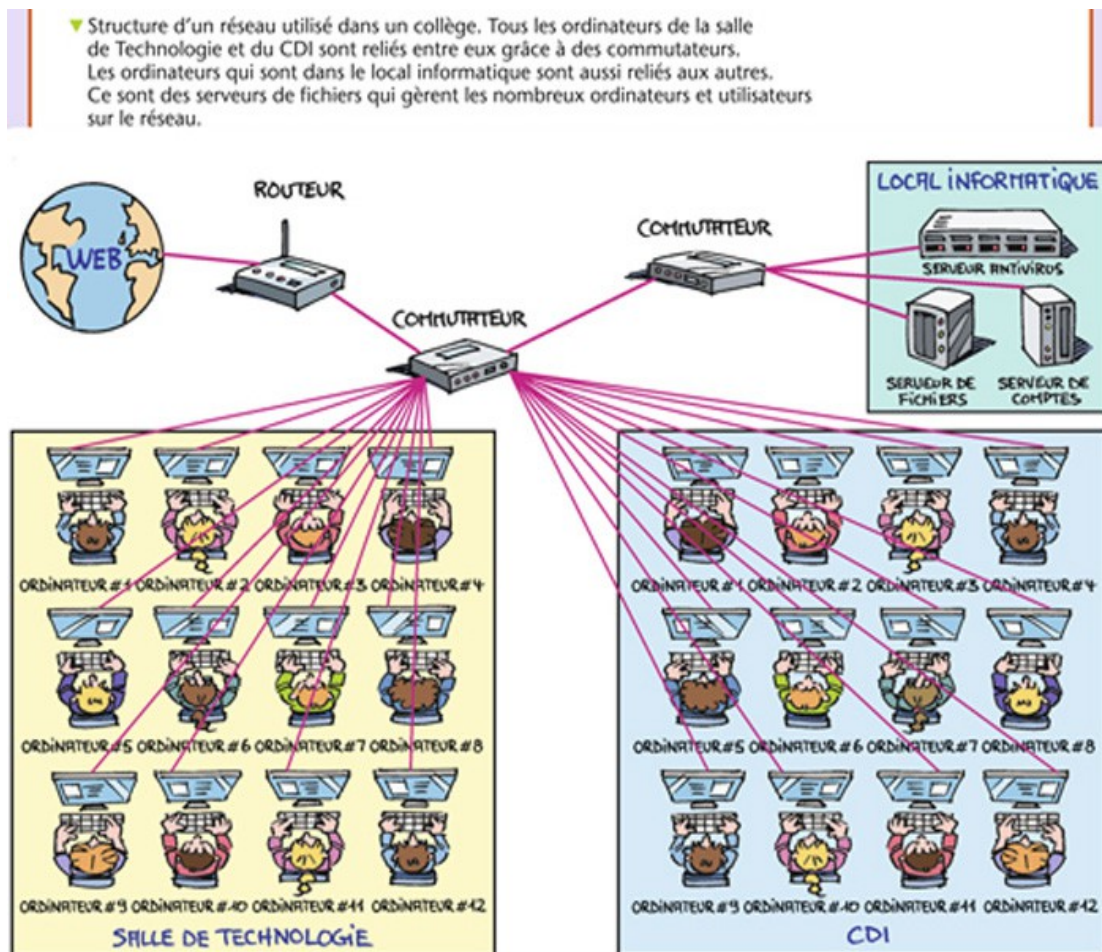 Structure d'un réseau utilisé dans un collège. Tous les ordinateurs de la salle
de Technologie et du CDI sont reliés entre eux grâce à des commutateurs.
Les ordinateurs qui sont dans le local informatique sont aussi reliés aux autres.
Ce sont des serveurs de fichiers qui gèrent les nombreux ordinateurs et utilisateurs
sur le réseau.
WEB
ROUTEUR
COMMUTATEUR
COMMUTATEUR
LOCAL INFORMATIQUE
SERVEUR ANTIVIRUS
SERVEUR DE
FICHIERS
SERVEUR DE
COMPTES
ORDINATEUR #1 ORDINATEUR #2 ORDINATEUR #3 ORDINATEUR #4
ORDINATEUR #5 ORDINATEUR #6 ORDINATEUR #7 ORDINATEUR #8
ORDINATEUR #9 ORDINATEUR #10 ORDINATEUR #11 ORDINATEUR #12
SALLE DE TECHNOLOGIE
ORDINATEUR #1 ORDINATEUR #2 ORDINATEUR #3 ORDINATEUR #4
ORDINATEUR #5 ORDINATEUR #6 ORDINATEUR #7 ORDINATEUR #8
ORDINATEUR #9 ORDINATEUR #10 ORDINATEUR #11 ORDINATEUR #12
CDI